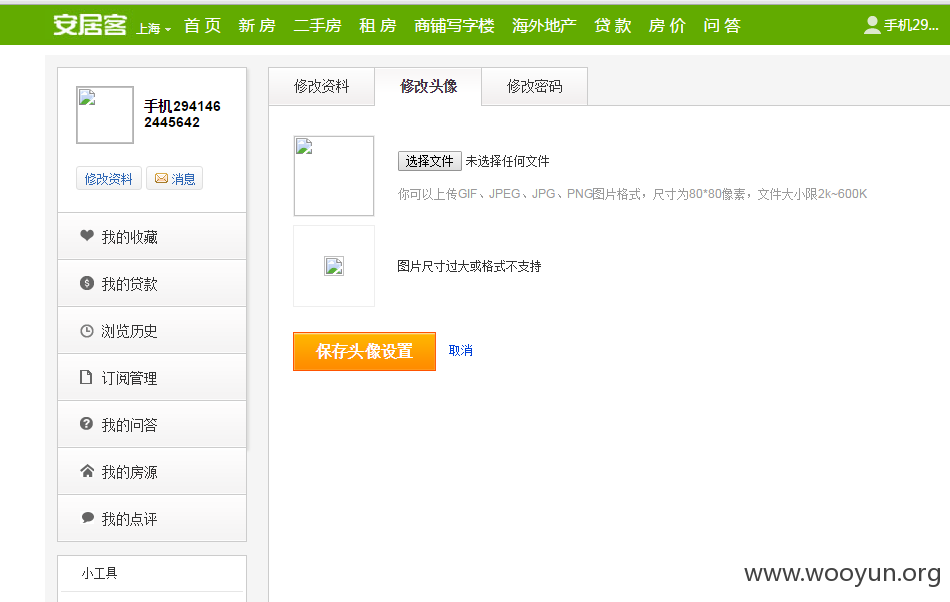 安居客 上海 首 页 新 房 二手房 租 房 商铺写字楼 海外地产 贷 款 房 价 问 答 手机29...
手机294146
2445642
修改资料 消息
我的收藏
我的贷款
浏览历史
订阅管理
我的问答
我的房源
我的点评
小工具
修改资料 修改头像 修改密码
选择文件 未选择任何文件
你可以上传GIF、JPEG、JPG、PNG图片格式，尺寸为80*80像素，文件大小限2k~600K
图片尺寸过大或格式不支持
保存头像设置 取消
www.wooyun.org